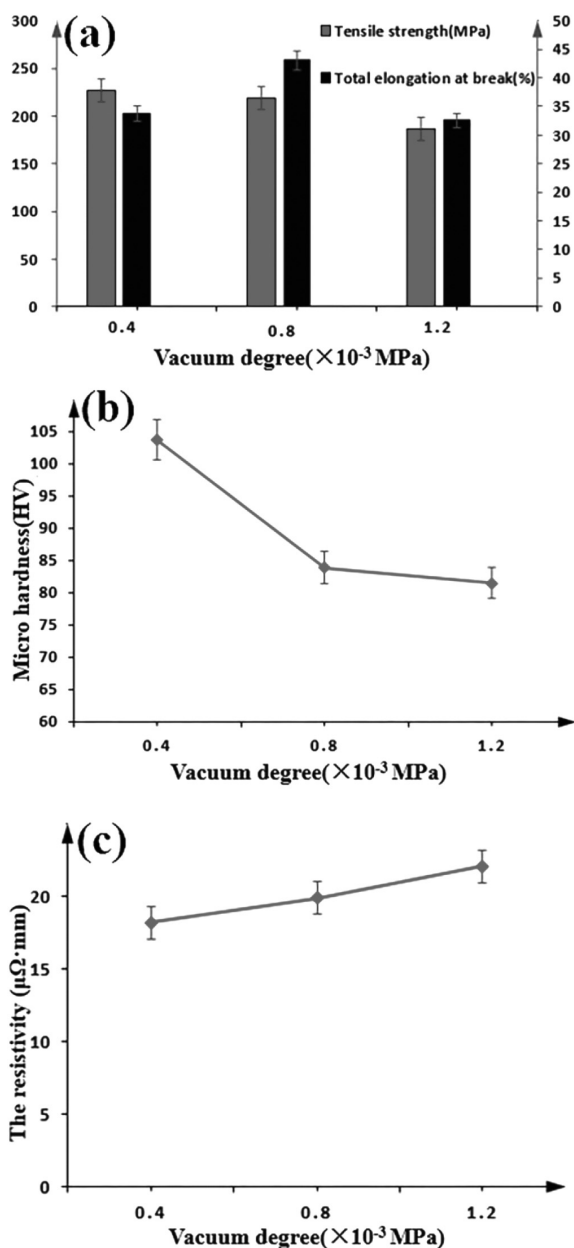 (a)
Tensile strength(MPa)
Total elongation at break(%)
300
250
200
150
100
50
0
50
45
40
35
30
25
20
15
10
5
0
0.4 0.8 1.2
Vacuum degree(×10⁻³ MPa)
(b)
Micro hardness(HV)
105
100
95
90
85
80
75
70
65
60
0.4 0.8 1.2
Vacuum degree(×10⁻³ MPa)
(c)
The resistivity (μΩ·mm)
20
15
10
5
0
0.4 0.8 1.2
Vacuum degree(×10⁻³ MPa)